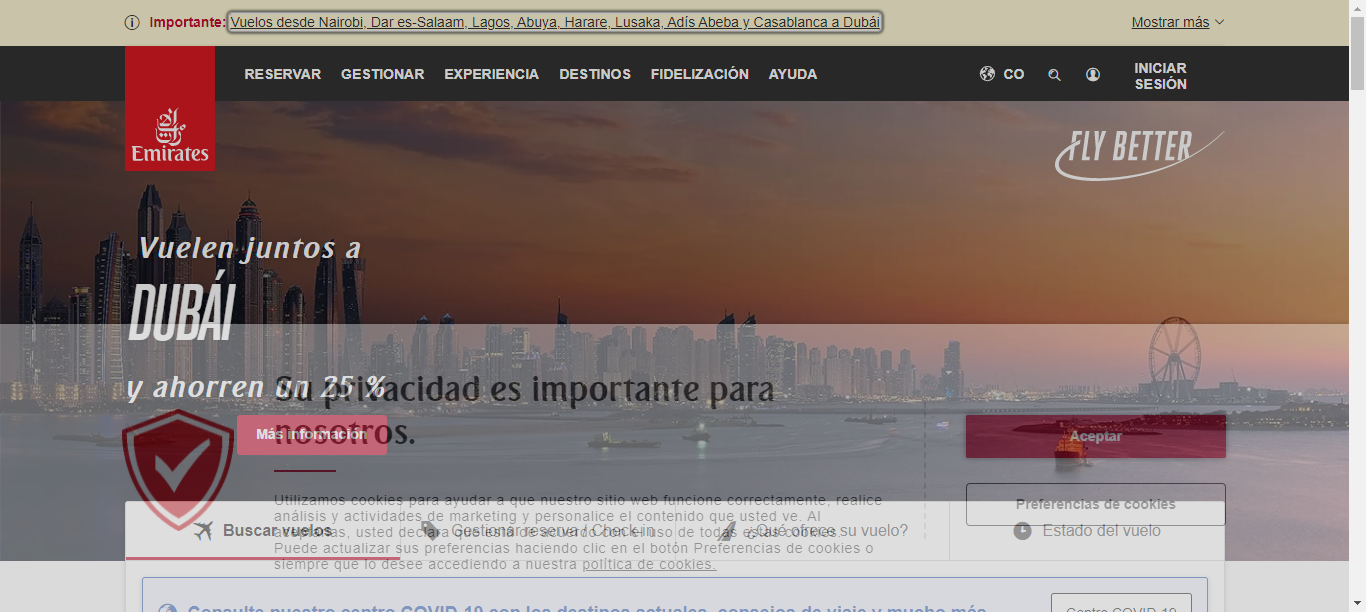 Importante: Vuelos desde Nairobi, Dar es-Salaam, Lagos, Abuya, Harare, Lusaka, Adís Abeba y Casablanca a Dubái
Mostrar más
RESERVAR GESTIONAR EXPERIENCIA DESTINOS FIDELIZACIÓN AYUDA
CO
INICIAR
SESIÓN
Emirates
FLY BETTER
Vuelen juntos a
DUBÁI
y ahorren un 25 %
Más información
Su privacidad es importante para
nosotros.
Aceptar
Preferencias de cookies
Utilizamos cookies para ayudar a que nuestro sitio web funcione correctamente, realice
análisis y actividades de marketing y personalice el contenido que usted ve. Al
aceptarlas, usted declara que está de acuerdo con el uso de todas estas cookies.
Puede actualizar sus preferencias haciendo clic en el botón Preferencias de cookies o
siempre que lo desee accediendo a nuestra política de cookies.
Buscar vuelos
Gestionar reserva / Check-in
¿Qué ofrece su vuelo?
Estado del vuelo
Consulte nuestro centro COVID-19 con los destinos actuales, consejos de viaje y mucho más
Centro COVID-19